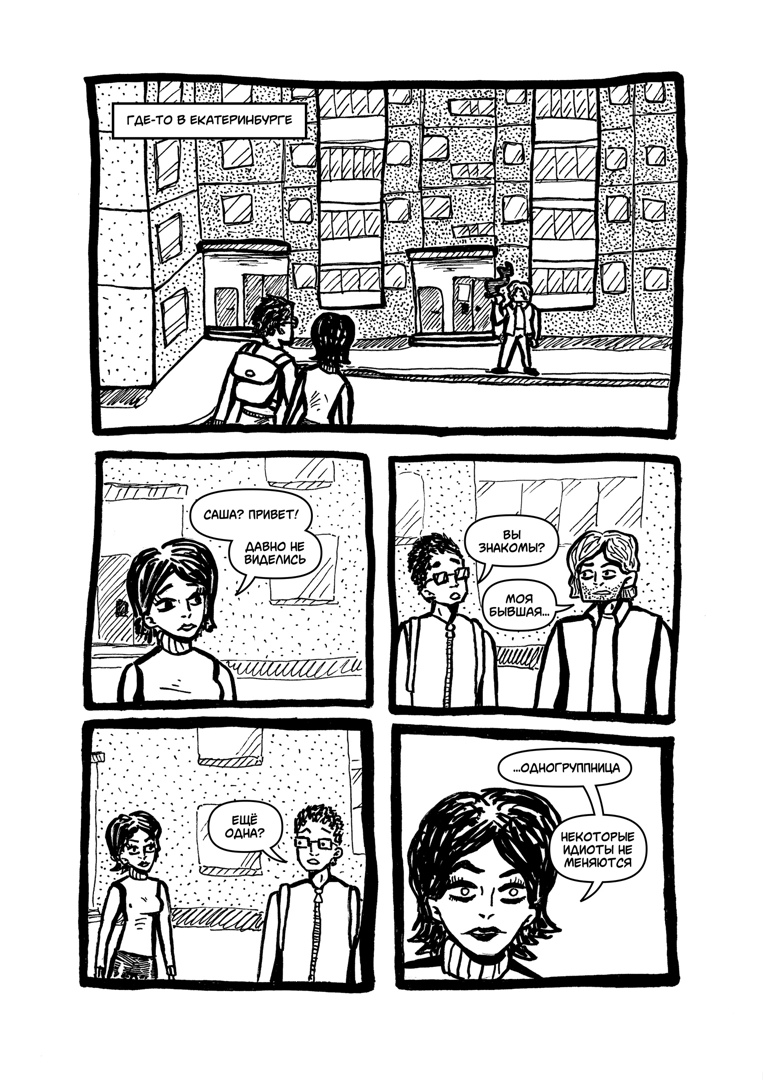 ГДЕ-ТО В ЕКАТЕРИНБУРГЕ
САША? ПРИВЕТ!
ДАВНО НЕ
ВИДЕЛИСЬ
ВЫ
ЗНАКОМЫ?
МОЯ
БЫВШАЯ...
ЕЩЁ
ОДНА?
...ОДНОГРУППНИЦА
НЕКОТОРЫЕ
ИДИОТЫ НЕ
МЕНЯЮТСЯ